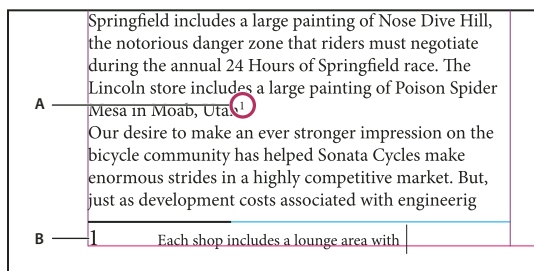 Springfield includes a large painting of Nose Dive Hill,
the notorious danger zone that riders must negotiate
during the annual 24 Hours of Springfield race. The
Lincoln store includes a large painting of Poison Spider
A Mesa in Moab, Utah1
Our desire to make an ever stronger impression on the
bicycle community has helped Sonata Cycles make
enormous strides in a highly competitive market. But,
just as development costs associated with engineerig
B 1 Each shop includes a lounge area with